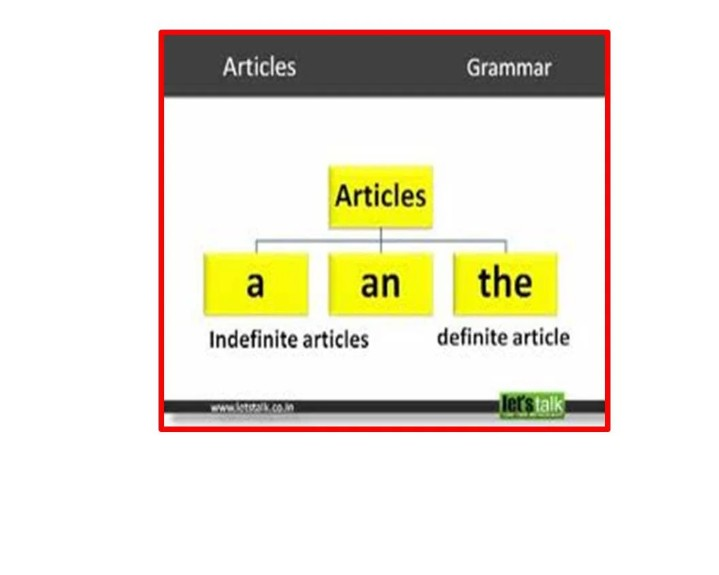 Articles Grammar
Articles
a an the
Indefinite articles definite article
www.letstalk.co.in let's talk